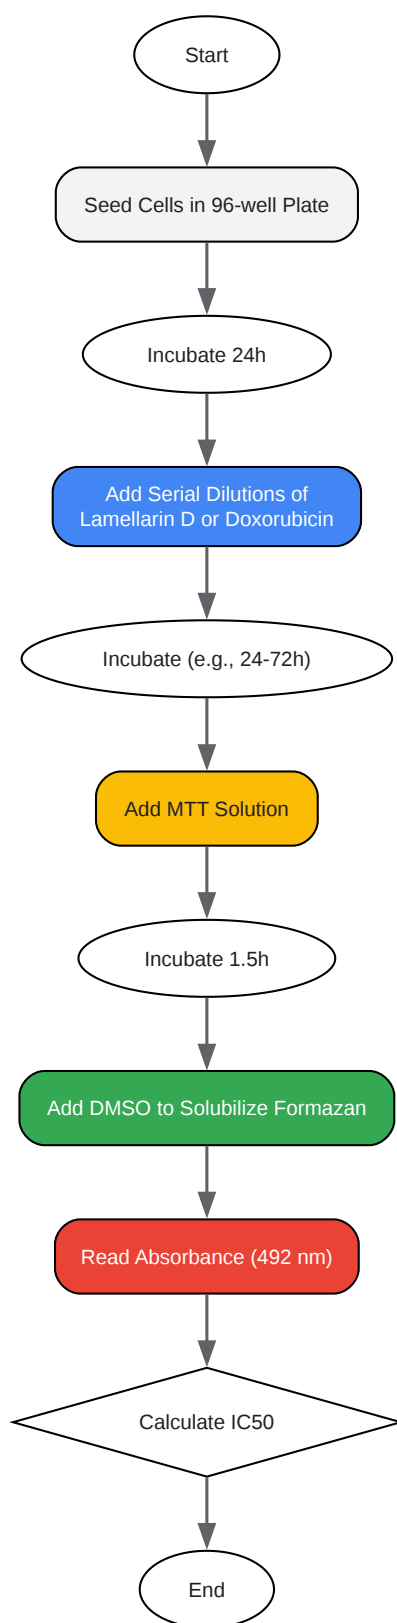 Start
Seed Cells in 96-well Plate
Incubate 24h
Add Serial Dilutions of
Lamellarin D or Doxorubicin
Incubate (e.g., 24-72h)
Add MTT Solution
Incubate 1.5h
Add DMSO to Solubilize Formazan
Read Absorbance (492 nm)
Calculate IC50
End